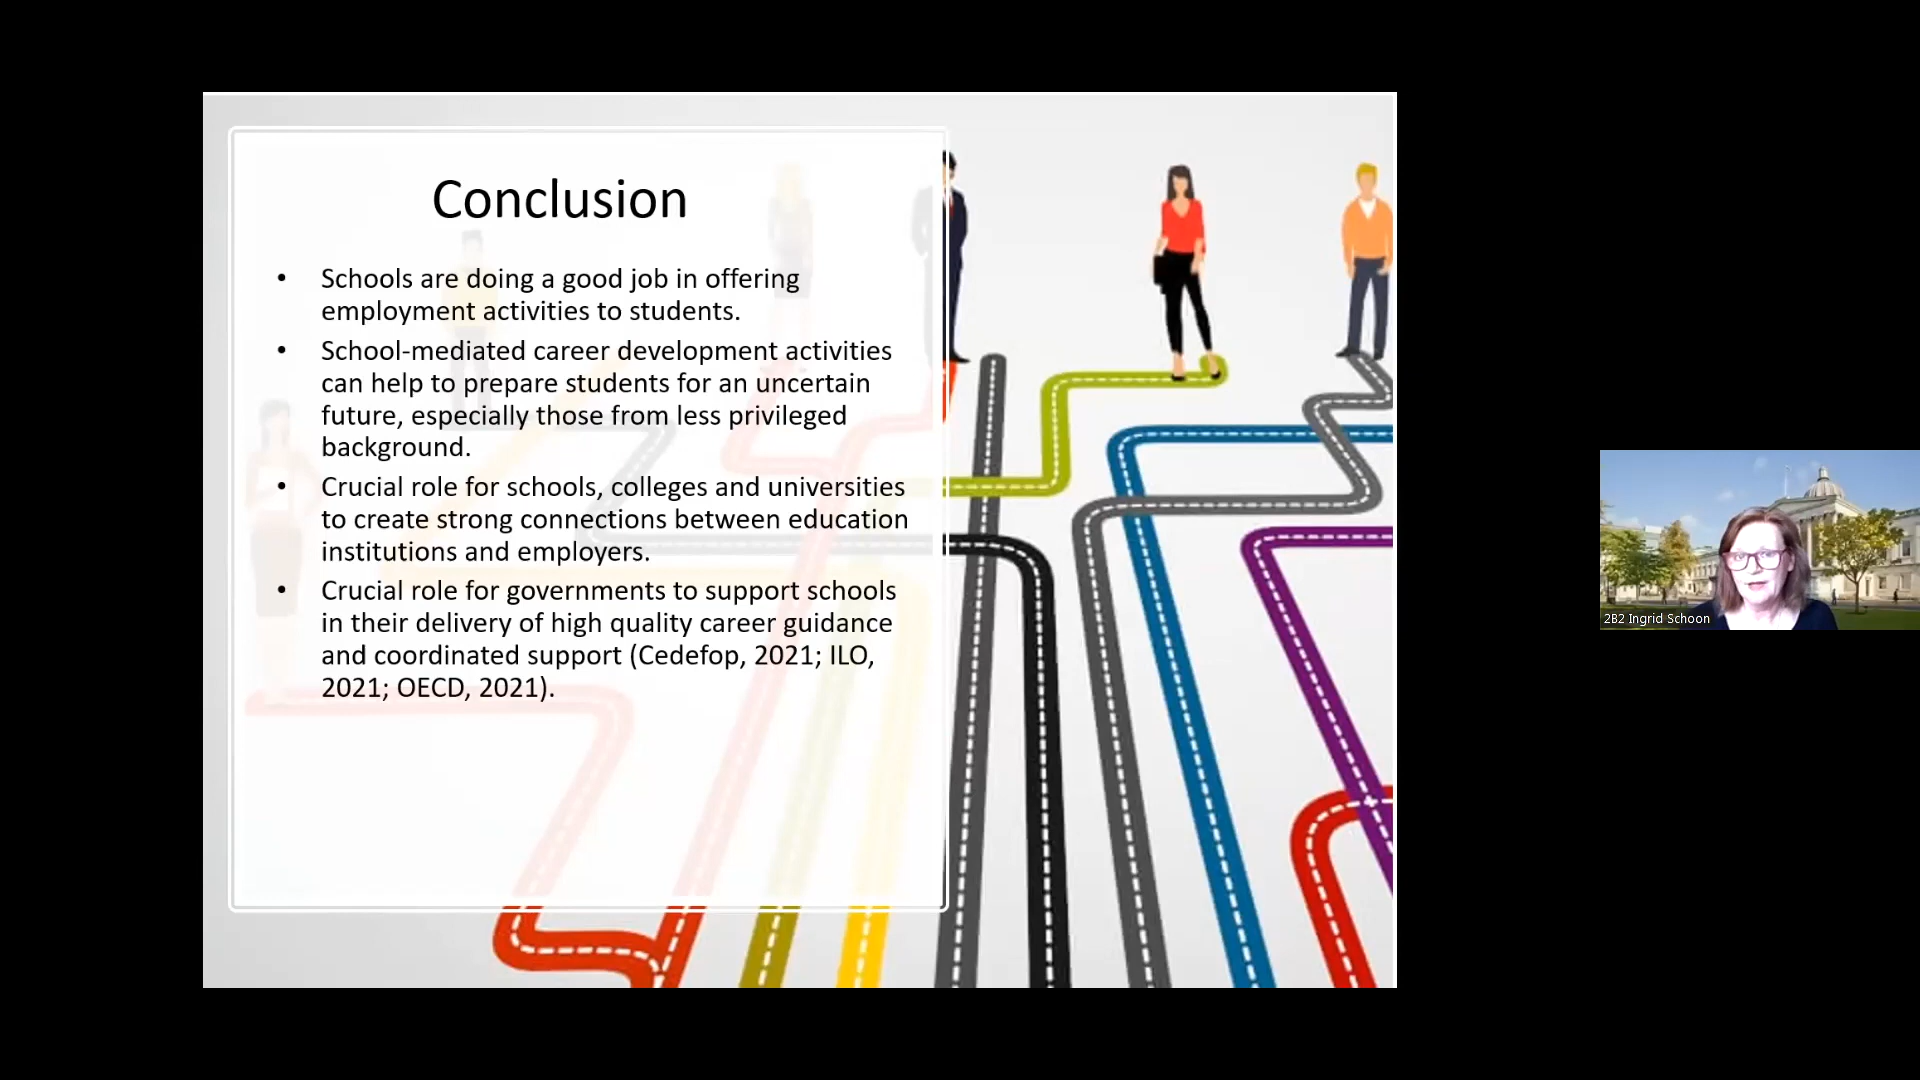 Conclusion
• Schools are doing a good job in offering
employment activities to students.
• School-mediated career development activities
can help to prepare students for an uncertain
future, especially those from less privileged
background.
• Crucial role for schools, colleges and universities
to create strong connections between education
institutions and employers.
• Crucial role for governments to support schools
in their delivery of high quality career guidance
and coordinated support (Cedefop, 2021; ILO,
2021; OECD, 2021).
2B2 Ingrid Schoon